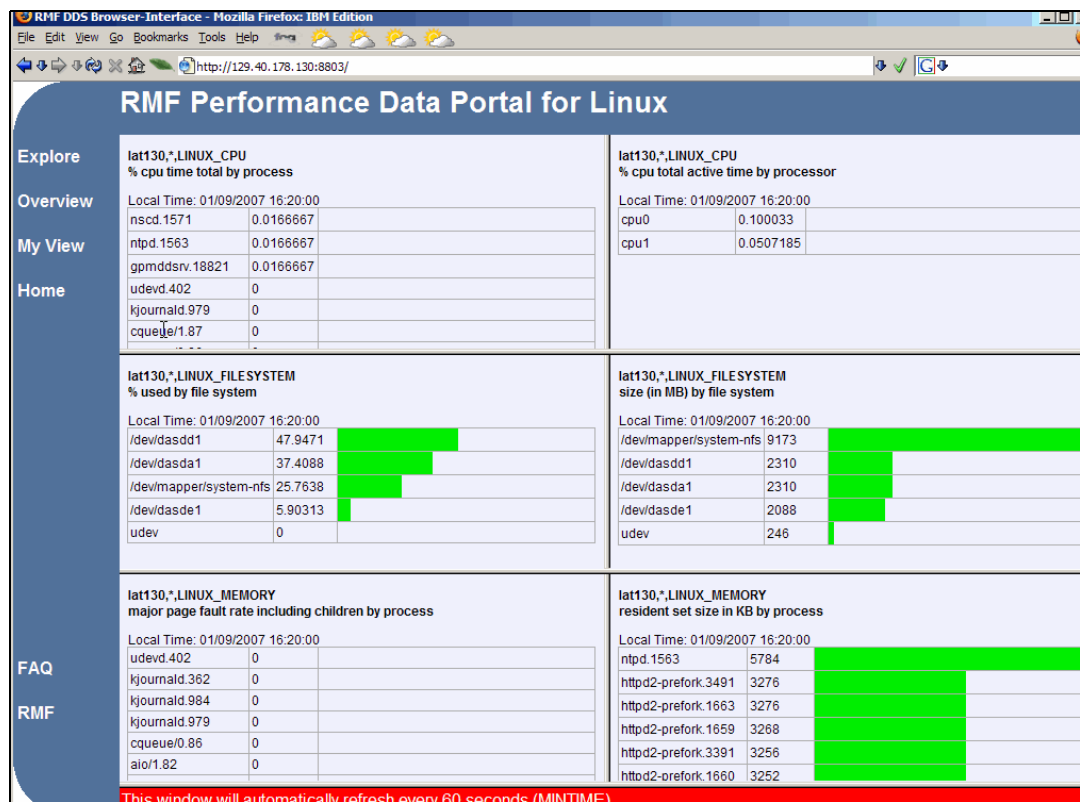 RMF DDS Browser-Interface - Mozilla Firefox: IBM Edition
File Edit View Go Bookmarks Tools Help
http://129.40.178.130:8803/
RMF Performance Data Portal for Linux
Explore
Overview
My View
Home
FAQ
RMF
lat130,*,LINUX_CPU
% cpu time total by process
Local Time: 01/09/2007 16:20:00
nscd.1571 0.0166667
ntpd.1563 0.0166667
gpmddsrv.18821 0.0166667
udevd.402 0
kjournald.979 0
cqueue/1.87 0
lat130,*,LINUX_CPU
% cpu total active time by processor
Local Time: 01/09/2007 16:20:00
cpu0 0.100033
cpu1 0.0507185
lat130,*,LINUX_FILESYSTEM
% used by file system
Local Time: 01/09/2007 16:20:00
/dev/dasdd1 47.9471
/dev/dasda1 37.4088
/dev/mapper/system-nfs 25.7638
/dev/dasde1 5.90313
udev 0
lat130,*,LINUX_FILESYSTEM
size (in MB) by file system
Local Time: 01/09/2007 16:20:00
/dev/mapper/system-nfs 9173
/dev/dasdd1 2310
/dev/dasda1 2310
/dev/dasde1 2088
udev 246
lat130,*,LINUX_MEMORY
major page fault rate including children by process
Local Time: 01/09/2007 16:20:00
udevd.402 0
kjournald.362 0
kjournald.984 0
kjournald.979 0
cqueue/0.86 0
aio/1.82 0
lat130,*,LINUX_MEMORY
resident set size in KB by process
Local Time: 01/09/2007 16:20:00
ntpd.1563 5784
httpd2-prefork.3491 3276
httpd2-prefork.1663 3276
httpd2-prefork.1659 3268
httpd2-prefork.3391 3256
httpd2-prefork.1660 3252
This window will automatically refresh every 60 seconds (MINTIME)